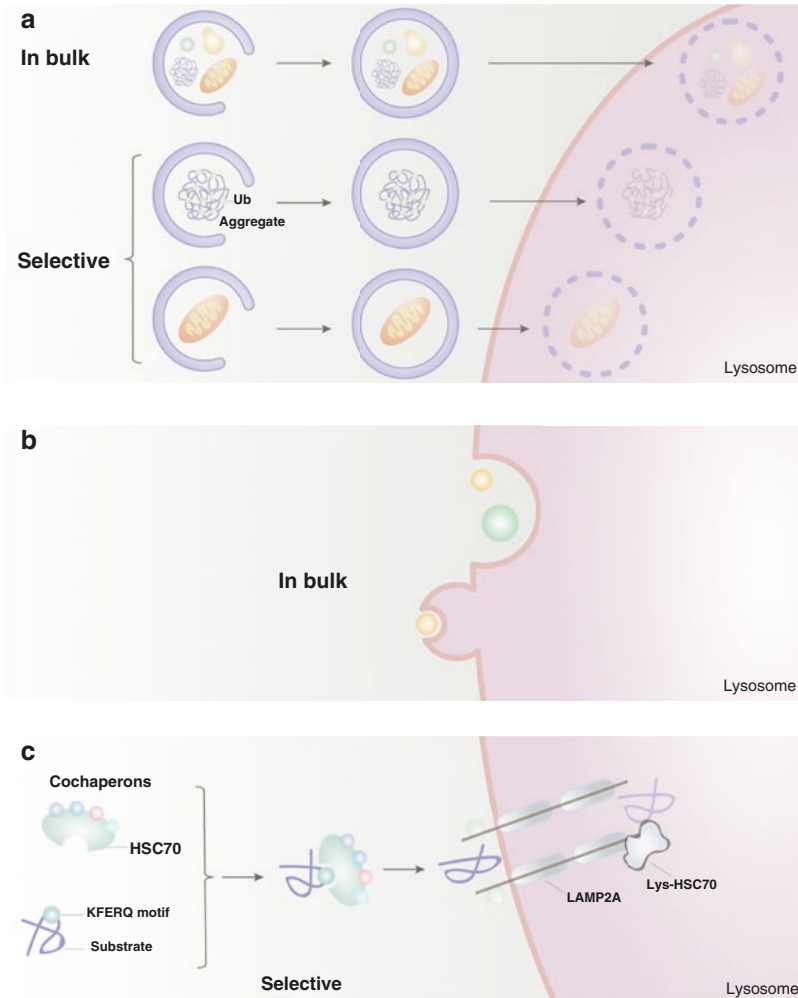 a
In bulk
Ub
Aggregate
Selective
Lysosome
b
In bulk
Lysosome
c
Cochaperons
HSC70
KFERQ motif
Substrate
Selective
LAMP2A
Lys-HSC70
Lysosome